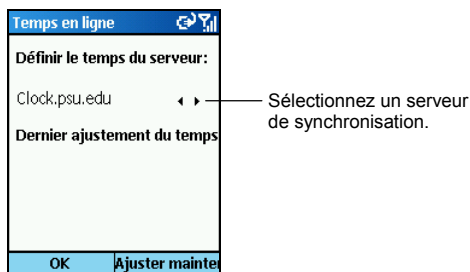 Temps en ligne
Définir le temps du serveur:
Clock.psu.edu
Sélectionnez un serveur
de synchronisation.
Dernier ajustement du temps
OK
Ajuster mainte